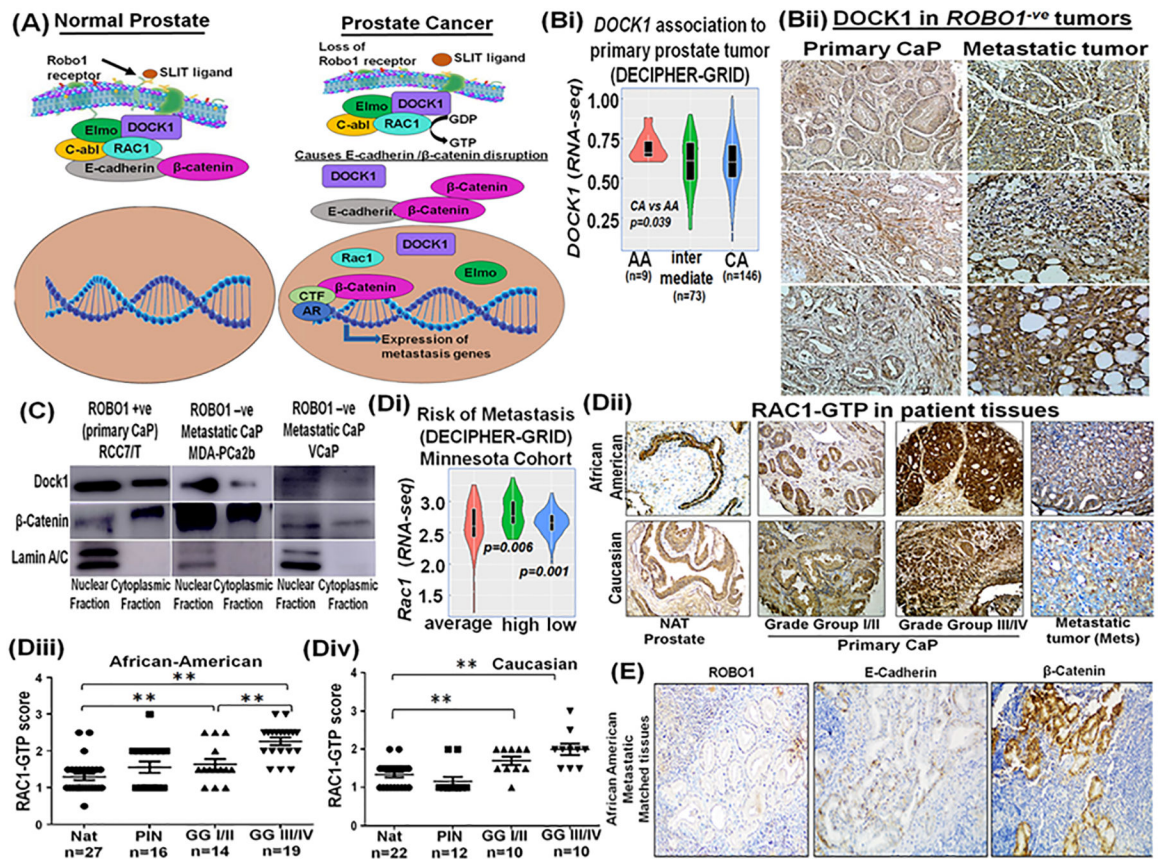 (A)
Normal Prostate
Robo1
receptor
SLIT ligand
Elmo
DOCK1
C-abl
RAC1
E-cadherin
β-catenin
Prostate Cancer
Loss of
Robo1 receptor
SLIT ligand
Elmo
DOCK1
C-abl
RAC1
GDP
GTP
Causes E-cadherin /β-catenin disruption
DOCK1
β-Catenin
E-cadherin
β-Catenin
DOCK1
Rac1
Elmo
β-Catenin
CTF
AR
Expression of
metastasis genes
(Bi)
DOCK1 association to
primary prostate tumor
(DECIPHER-GRID)
DOCK1 (RNA-seq)
1.00
0.75
0.50
0.25
CA vs AA
p=0.039
AA
(n=9)
inter
mediate
(n=73)
CA
(n=146)
(Bii)
DOCK1 in ROBO1-ve tumors
Primary CaP
Metastatic tumor
(C)
ROBO1 +ve
(primary CaP)
RCC7/T
ROBO1 –ve
Metastatic CaP
MDA-PCa2b
ROBO1 –ve
Metastatic CaP
VCaP
Dock1
β-Catenin
Lamin A/C
Nuclear Cytoplasmic Nuclear Cytoplasmic Nuclear Cytoplasmic
Fraction Fraction Fraction Fraction Fraction Fraction
(Di)
Risk of Metastasis
(DECIPHER-GRID)
Minnesota Cohort
Rac1 (RNA-seq)
3.0
2.5
2.0
1.5
p=0.006
p=0.001
average
high
low
(Dii)
RAC1-GTP in patient tissues
African
American
Caucasian
NAT
Prostate
Grade Group I/II
Grade Group III/IV
Primary CaP
Metastatic
tumor (Mets)
(Diii)
African-American
RAC1-GTP score
4
3
2
1
0
**
**
**
Nat
n=27
PIN
n=16
GG I/II
n=14
GG III/IV
n=19
(Div)
Caucasian
RAC1-GTP score
4
3
2
1
0
**
**
Nat
n=22
PIN
n=12
GG I/II
n=10
GG III/IV
n=10
(E)
ROBO1
E-Cadherin
β-Catenin
African American
Metastatic
Matched tissues